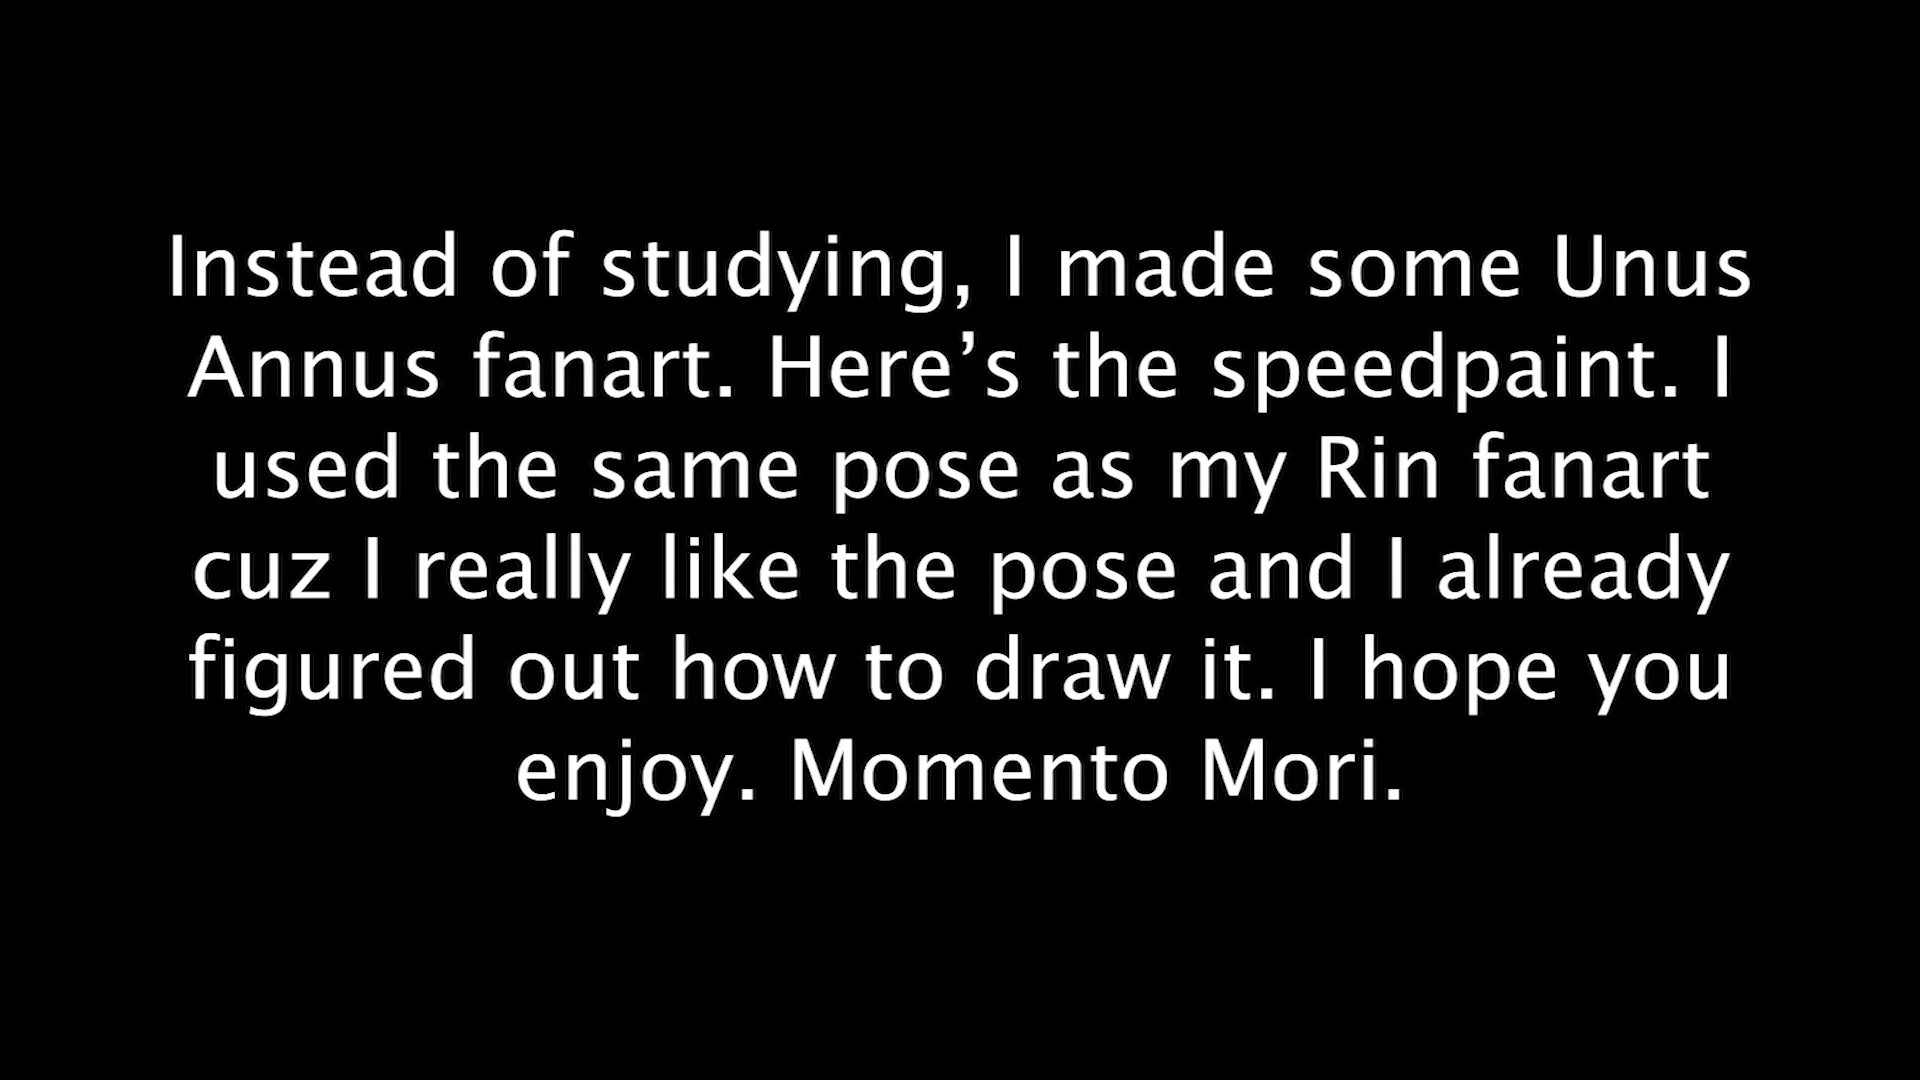 Instead of studying, I made some Unus
Annus fanart. Here’s the speedpaint. I
used the same pose as my Rin fanart
cuz I really like the pose and I already
figured out how to draw it. I hope you
enjoy. Momento Mori.